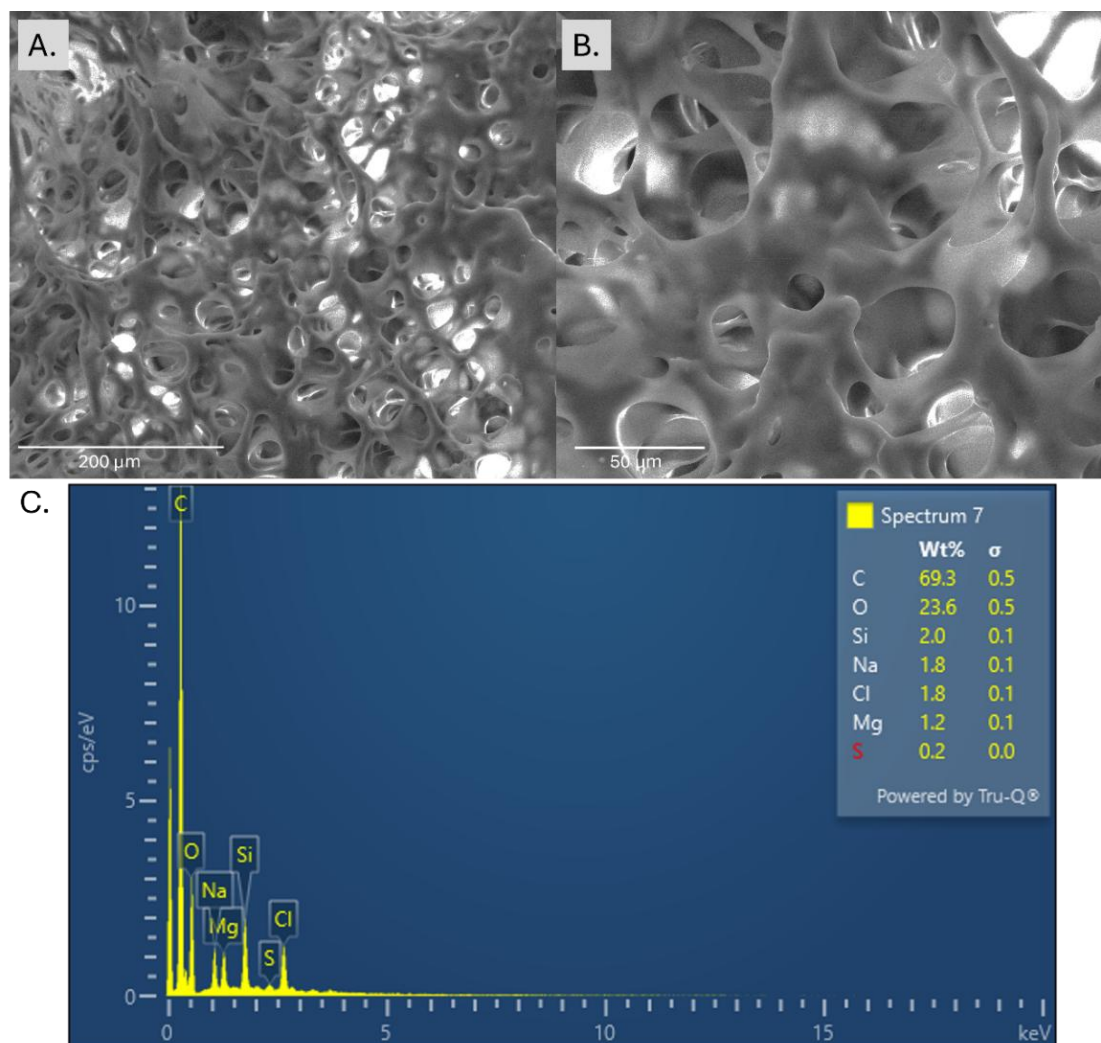 A.
B.
200 µm
50 µm
C.
C
10
5
0
cps/eV
O
Na
Mg
Si
S
Cl
0
5
10
15
keV
Spectrum 7
Wt% σ
C 69.3 0.5
O 23.6 0.5
Si 2.0 0.1
Na 1.8 0.1
Cl 1.8 0.1
Mg 1.2 0.1
S 0.2 0.0
Powered by Tru-Q®